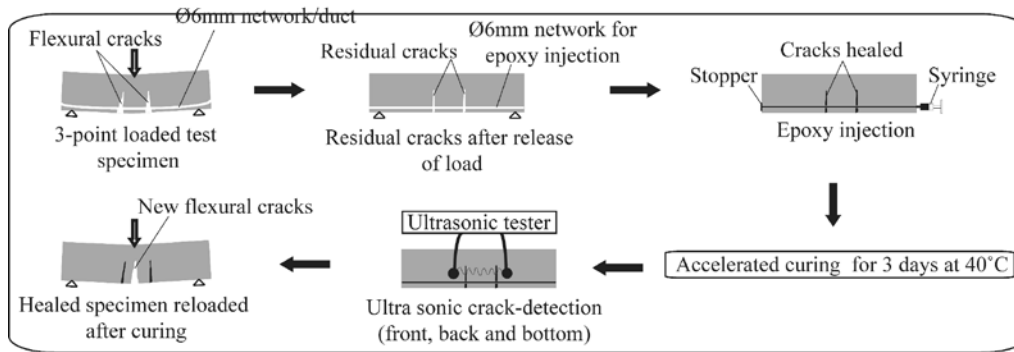 Flexural cracks
Ø6mm network/duct
3-point loaded test
specimen
Residual cracks
Ø6mm network for
epoxy injection
Residual cracks after release
of load
Cracks healed
Stopper
Syringe
Epoxy injection
Accelerated curing for 3 days at 40˚C
Ultrasonic tester
Ultra sonic crack-detection
(front, back and bottom)
New flexural cracks
Healed specimen reloaded
after curing